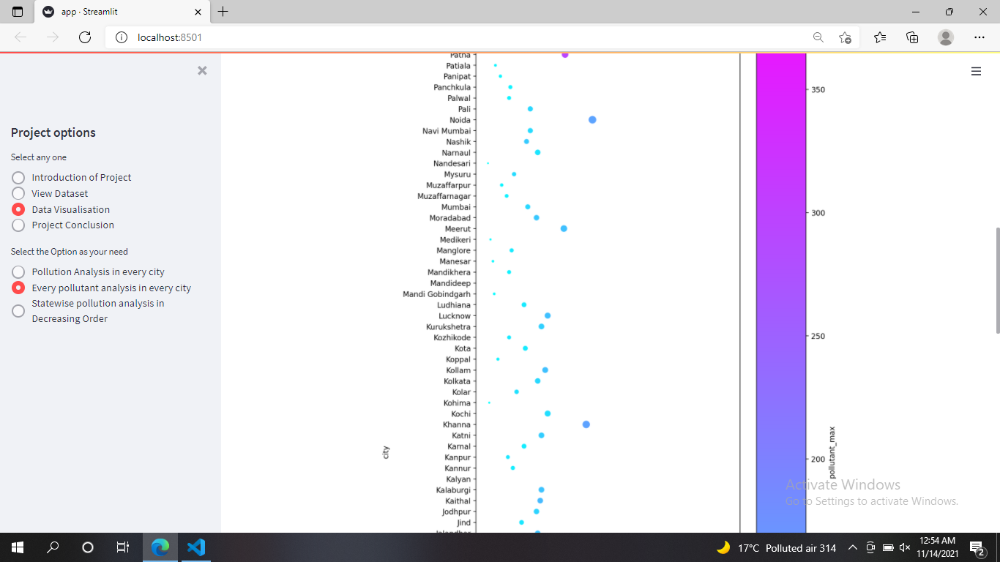 app · Streamlit
localhost:8501
Project options
Select any one
Introduction of Project
View Dataset
Data Visualisation
Project Conclusion
Select the Option as your need
Pollution Analysis in every city
Every pollutant analysis in every city
Statewise pollution analysis in
Decreasing Order
city
Patna
Patiala
Panipat
Panchkula
Palwal
Pali
Noida
Navi Mumbai
Nashik
Narnaul
Nandesari
Mysuru
Muzaffarpur
Muzaffarnagar
Mumbai
Moradabad
Meerut
Medikeri
Manglore
Manesar
Mandikhera
Mandideep
Mandi Gobindgarh
Ludhiana
Lucknow
Kurukshetra
Kozhikode
Kota
Koppal
Kollam
Kolkata
Kolar
Kohima
Kochi
Khanna
Katni
Karnal
Kanpur
Kannur
Kalyan
Kalaburgi
Kaithal
Jodhpur
Jind
350
300
250
200
pollutant_max
Activate Windows
Go to Settings to activate Windows.
17°C Polluted air 314
12:54 AM
11/14/2021
2